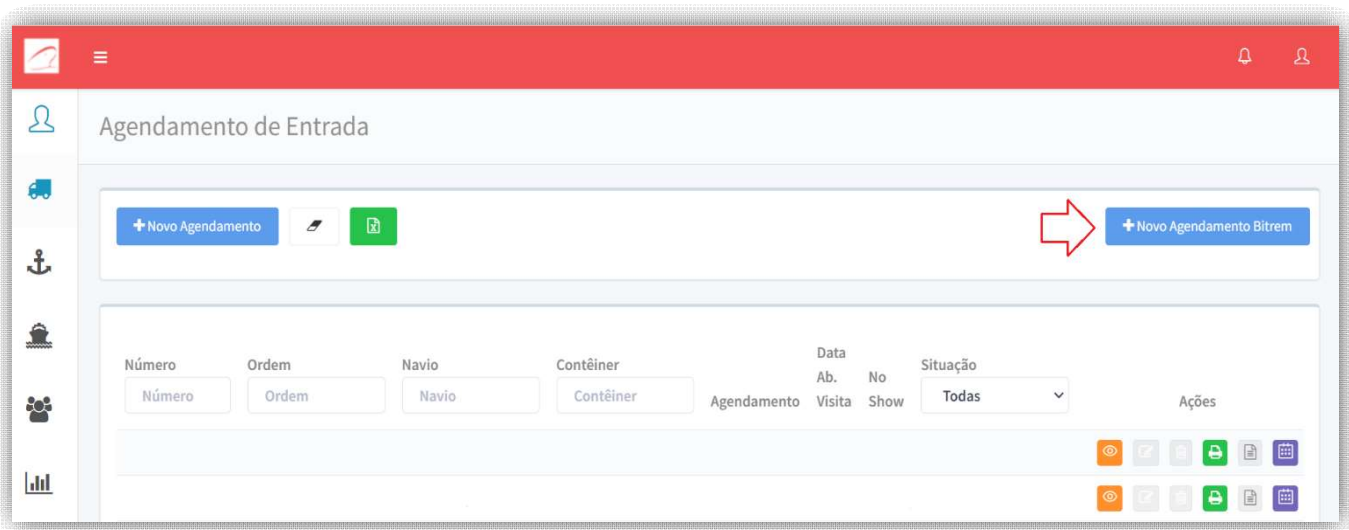 Agendamento de Entrada
Novo Agendamento
Novo Agendamento Bitrem
Número
Ordem
Navio
Contêiner
Agendamento
Data
Ab.
Visita
No
Show
Situação
Ações
Número
Ordem
Navio
Contêiner
Todas